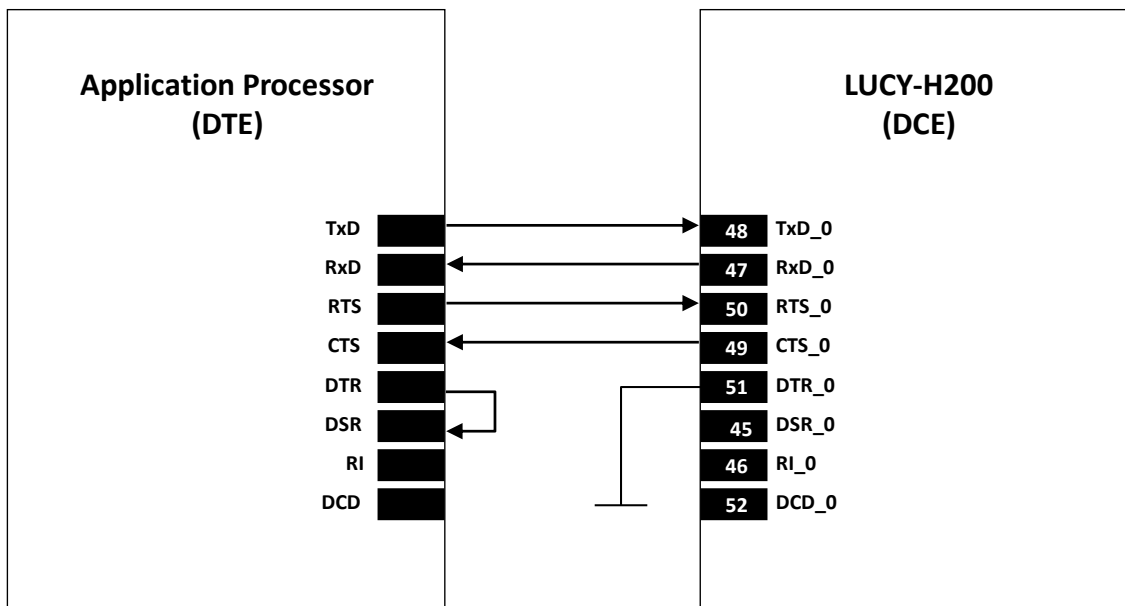 Application Processor
(DTE)
LUCY-H200
(DCE)
TxD 48 TxD_0
RxD 47 RxD_0
RTS 50 RTS_0
CTS 49 CTS_0
DTR 51 DTR_0
DSR 45 DSR_0
RI 46 RI_0
DCD 52 DCD_0